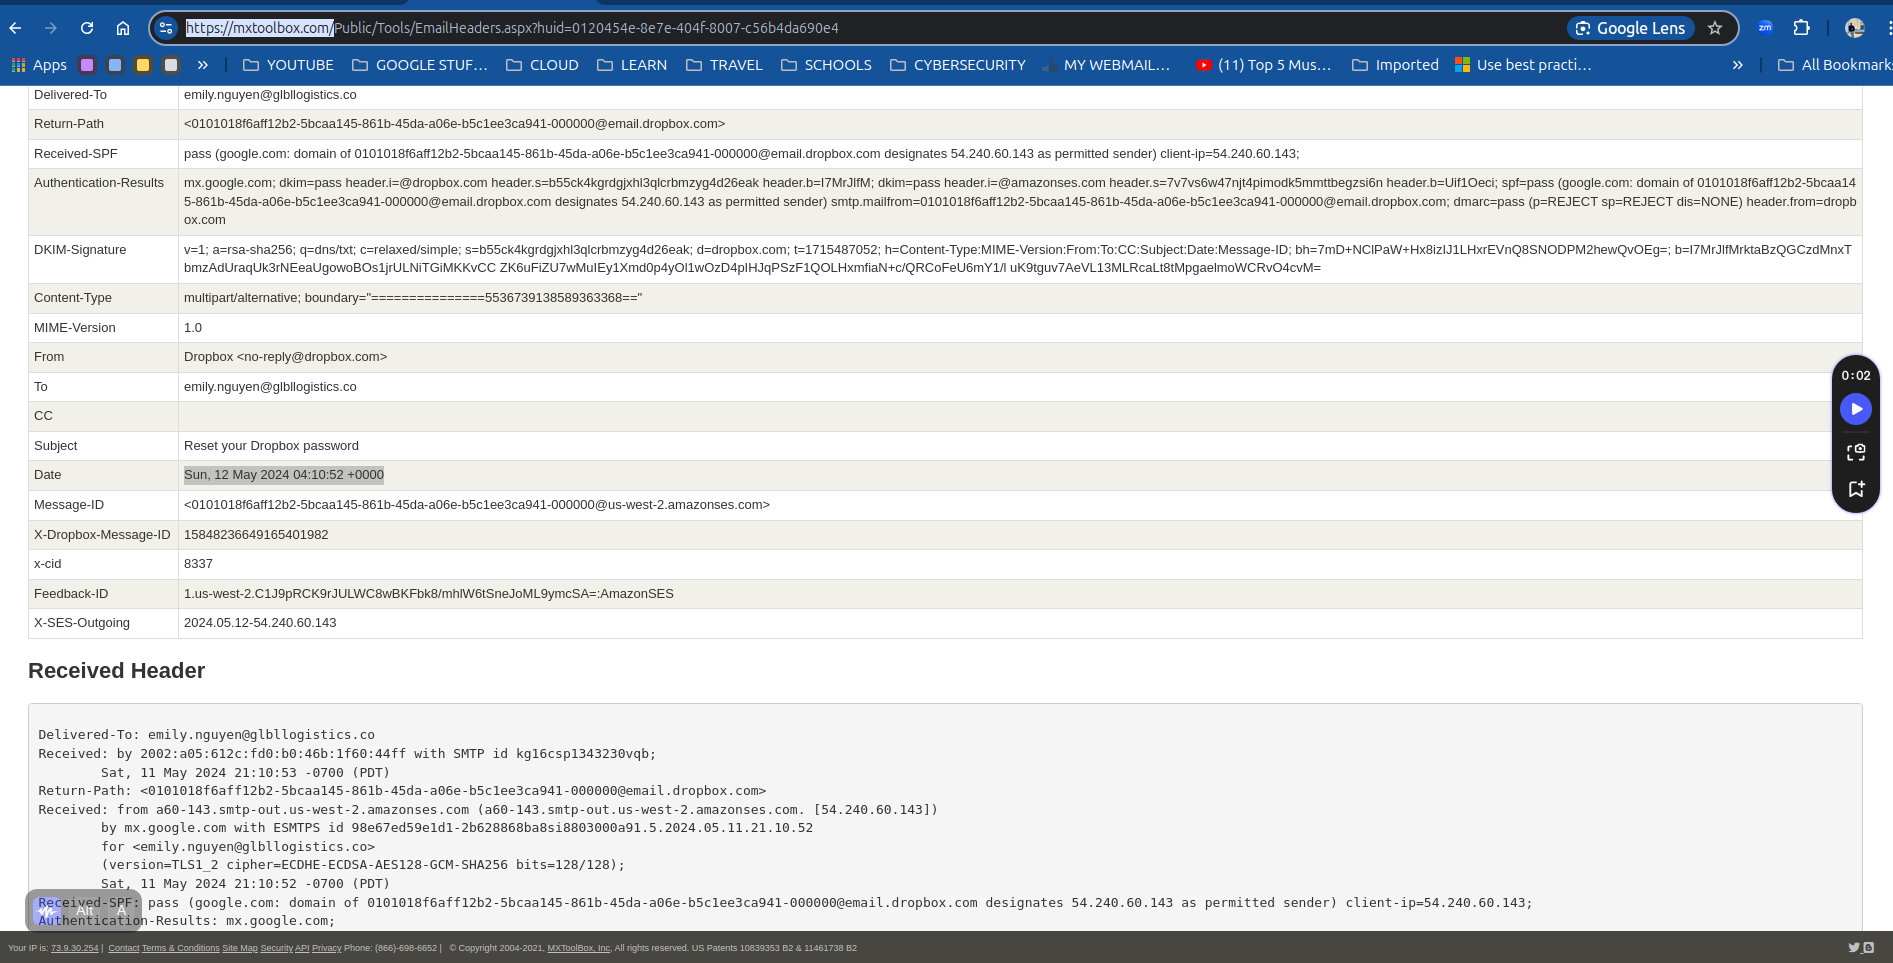 https://mxtoolbox.com/Public/Tools/EmailHeaders.aspx?huid=0120454e-8e7e-404f-8007-c56b4da690e4
Google Lens
zm
Apps
»
YOUTUBE
GOOGLE STUF...
CLOUD
LEARN
TRAVEL
SCHOOLS
CYBERSECURITY
MY WEBMAIL...
(11) Top 5 Mus...
Imported
Use best practi...
»
All Bookmarks
Delivered-To emily.nguyen@glbllogistics.co
Return-Path <0101018f6aff12b2-5bcaa145-861b-45da-a06e-b5c1ee3ca941-000000@email.dropbox.com>
Received-SPF pass (google.com: domain of 0101018f6aff12b2-5bcaa145-861b-45da-a06e-b5c1ee3ca941-000000@email.dropbox.com designates 54.240.60.143 as permitted sender) client-ip=54.240.60.143;
Authentication-Results mx.google.com; dkim=pass header.i=@dropbox.com header.s=b55ck4kgrdgjxhl3qlcrbmzyg4d26eak header.b=I7MrJlfM; dkim=pass header.i=@amazonses.com header.s=7v7vs6w47njt4pimodk5mmttbegzsi6n header.b=Uif1Oeci; spf=pass (google.com: domain of 0101018f6aff12b2-5bcaa14
5-861b-45da-a06e-b5c1ee3ca941-000000@email.dropbox.com designates 54.240.60.143 as permitted sender) smtp.mailfrom=0101018f6aff12b2-5bcaa145-861b-45da-a06e-b5c1ee3ca941-000000@email.dropbox.com; dmarc=pass (p=REJECT sp=REJECT dis=NONE) header.from=dropb
ox.com
DKIM-Signature v=1; a=rsa-sha256; q=dns/txt; c=relaxed/simple; s=b55ck4kgrdgjxhl3qlcrbmzyg4d26eak; d=dropbox.com; t=1715487052; h=Content-Type:MIME-Version:From:To:CC:Subject:Date:Message-ID; bh=7mD+NClPaW+Hx8izIJ1LHxrEVnQ8SNODPM2hewQvOEg=; b=I7MrJlfMrktaBzQGCzdMnxT
bmzAdUraqUk3rNEeaUgowoBOs1jrULNiTGiMKKvCC ZK6uFiZU7wMuIEy1Xmd0p4yOl1wOzD4pIHJqPSzF1QOLHxmfiaN+c/QRCoFeU6mY1/l uK9tguv7AeVL13MLRcaLt8tMpgaelmoWCRvO4cvM=
Content-Type multipart/alternative; boundary="===============5536739138589363368=="
MIME-Version 1.0
From Dropbox <no-reply@dropbox.com>
To emily.nguyen@glbllogistics.co
CC
Subject Reset your Dropbox password
Date Sun, 12 May 2024 04:10:52 +0000
Message-ID <0101018f6aff12b2-5bcaa145-861b-45da-a06e-b5c1ee3ca941-000000@us-west-2.amazonses.com>
X-Dropbox-Message-ID 15848236649165401982
x-cid 8337
Feedback-ID 1.us-west-2.C1J9pRCK9rJULWC8wBKFbk8/mhlW6tSneJoML9ymcSA=:AmazonSES
X-SES-Outgoing 2024.05.12-54.240.60.143
0:02
Received Header
Delivered-To: emily.nguyen@glbllogistics.co
Received: by 2002:a05:612c:fd0:b0:46b:1f60:44ff with SMTP id kg16csp1343230vqb;
Sat, 11 May 2024 21:10:53 -0700 (PDT)
Return-Path: <0101018f6aff12b2-5bcaa145-861b-45da-a06e-b5c1ee3ca941-000000@email.dropbox.com>
Received: from a60-143.smtp-out.us-west-2.amazonses.com (a60-143.smtp-out.us-west-2.amazonses.com. [54.240.60.143])
by mx.google.com with ESMTPS id 98e67ed59e1d1-2b628868ba8si8803000a91.5.2024.05.11.21.10.52
for <emily.nguyen@glbllogistics.co>
(version=TLS1_2 cipher=ECDHE-ECDSA-AES128-GCM-SHA256 bits=128/128);
Sat, 11 May 2024 21:10:52 -0700 (PDT)
Received-SPF: pass (google.com: domain of 0101018f6aff12b2-5bcaa145-861b-45da-a06e-b5c1ee3ca941-000000@email.dropbox.com designates 54.240.60.143 as permitted sender) client-ip=54.240.60.143;
Authentication-Results: mx.google.com;
Alt A
Your IP is: 73.9.30.254 | Contact Terms & Conditions Site Map Security API Privacy Phone: (866)-698-6652 | © Copyright 2004-2021, MXToolBox, Inc, All rights reserved. US Patents 10839353 B2 & 11461738 B2